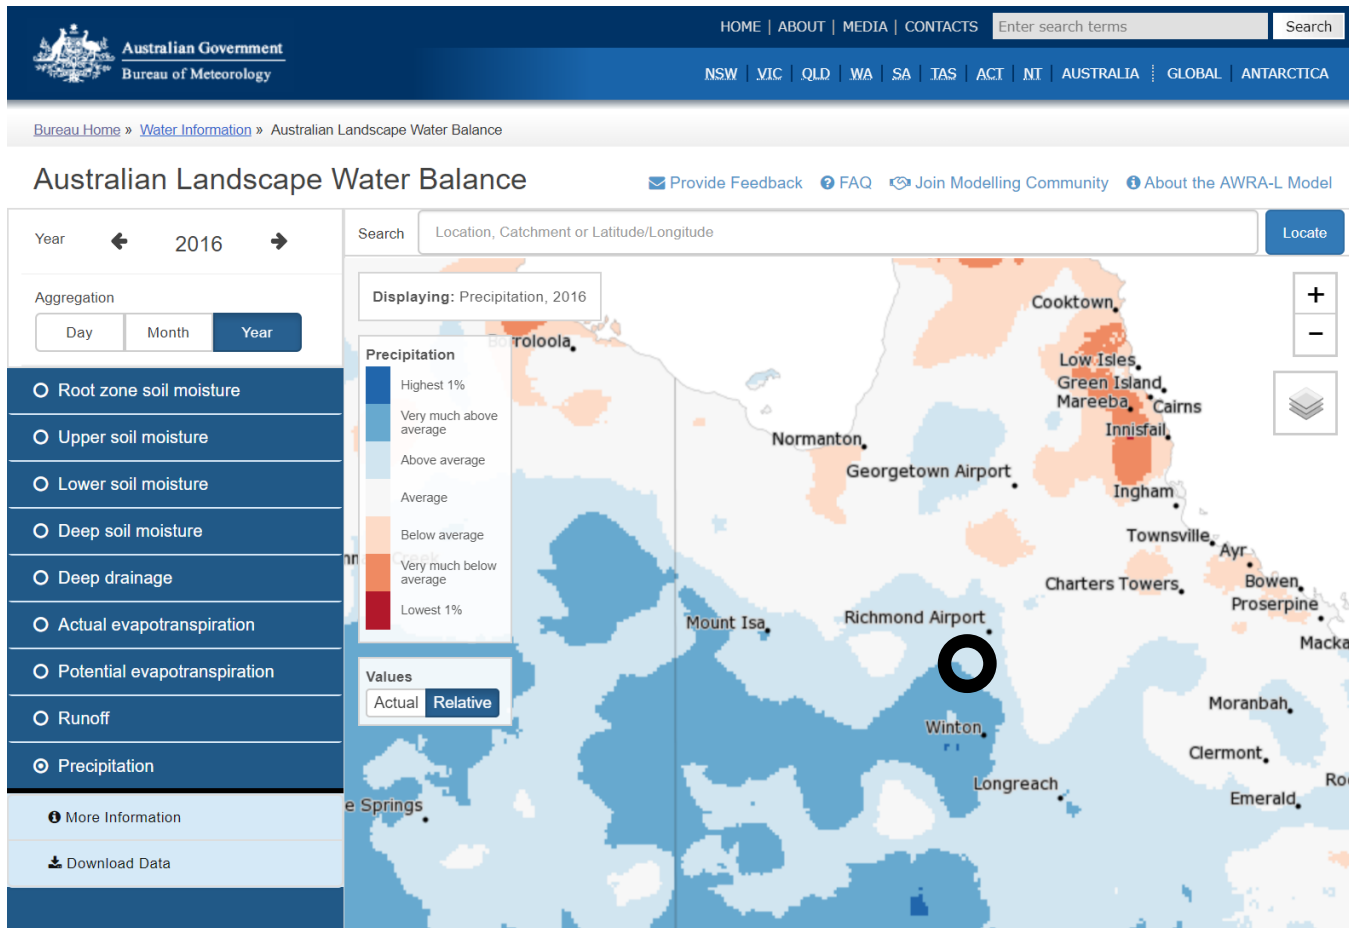 HOME | ABOUT | MEDIA | CONTACTS Enter search terms Search
Australian Government
Bureau of Meteorology
NSW VIC QLD WA SA TAS ACT NT AUSTRALIA GLOBAL ANTARCTICA
Bureau Home » Water Information » Australian Landscape Water Balance
Australian Landscape Water Balance
Provide Feedback FAQ Join Modelling Community About the AWRA-L Model
Year 2016
Search Location, Catchment or Latitude/Longitude Locate
Aggregation
Day Month Year
Root zone soil moisture
Upper soil moisture
Lower soil moisture
Deep soil moisture
Deep drainage
Actual evapotranspiration
Potential evapotranspiration
Runoff
Precipitation
More Information
Download Data
Displaying: Precipitation, 2016
+
−
Precipitation
Highest 1%
Very much above
average
Above average
Average
Below average
Very much below
average
Lowest 1%
Values
Actual Relative
Cooktown
Borroloola
Low Isles
Green Island
Mareeba
Cairns
Innisfail
Normanton
Georgetown Airport
Ingham
Townsville
Ayr
Creek
Charters Towers
Bowen
Proserpine
Mount Isa
Richmond Airport
Macka
Moranbah
Winton
Clermont
Longreach
Ro
Emerald
e Springs